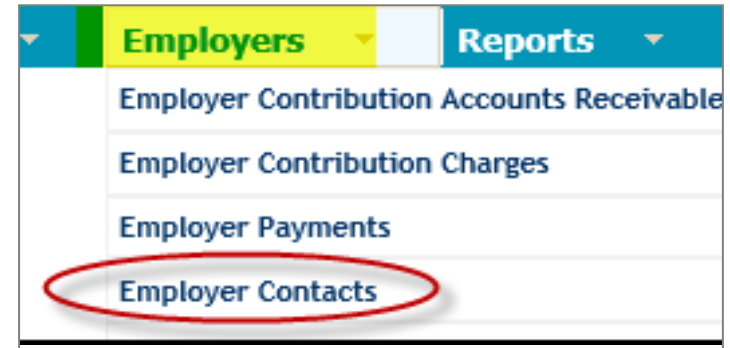 Employers Reports
Employer Contribution Accounts Receivable
Employer Contribution Charges
Employer Payments
Employer Contacts